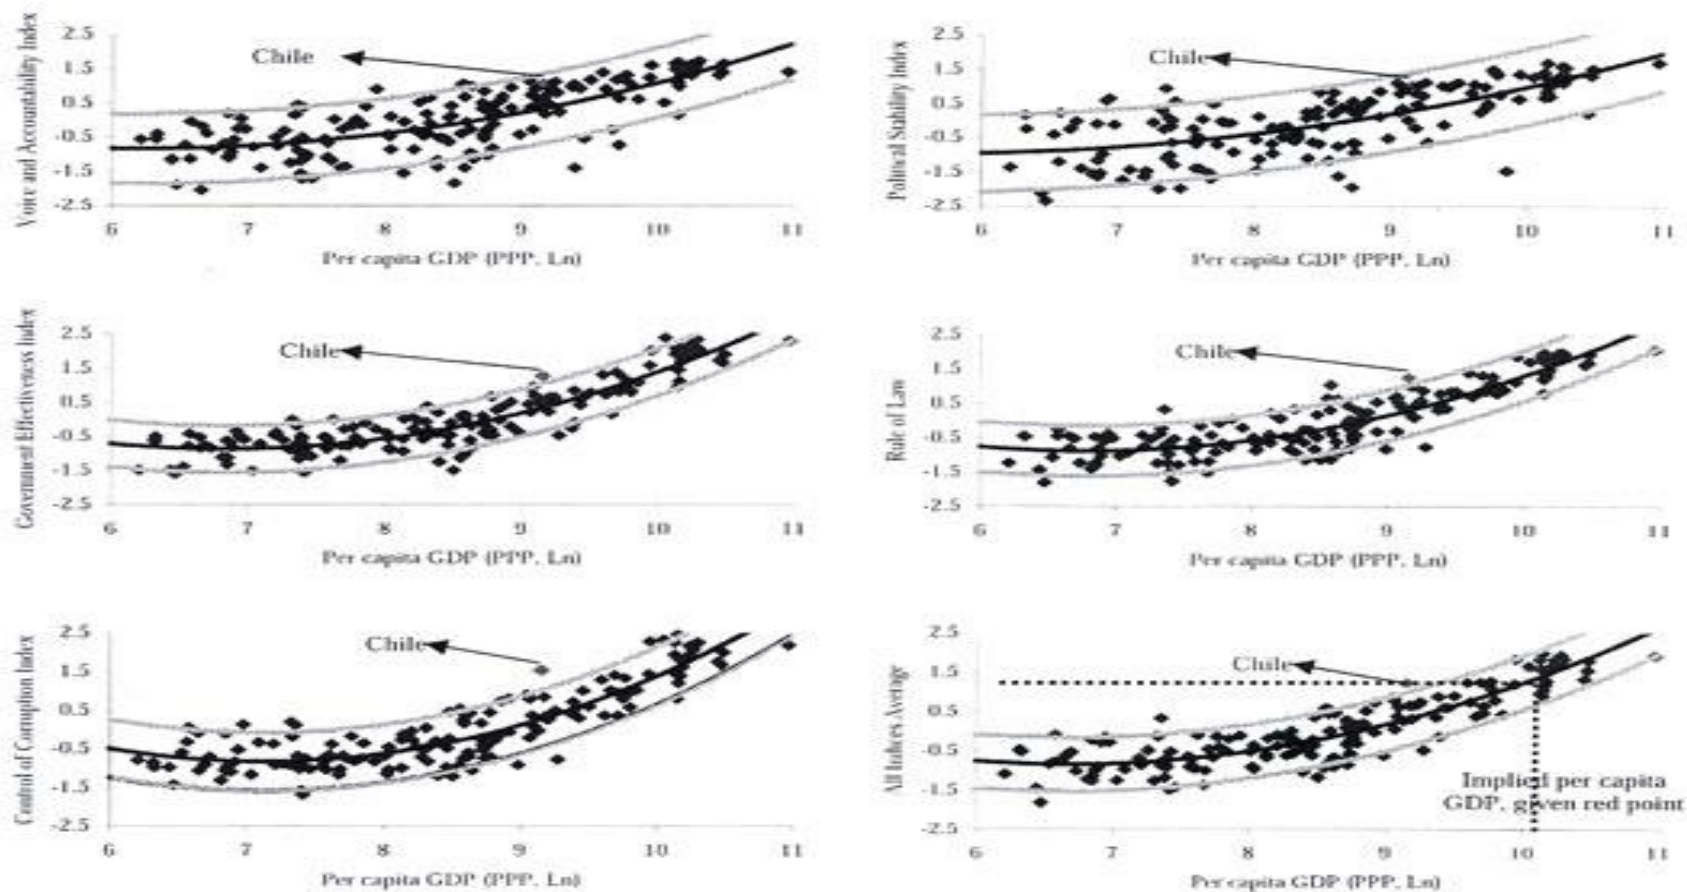 Voice and Accountability Index
2.5
1.5
0.5
-0.5
-1.5
-2.5
Chile
6 7 8 9 10 11
Per capita GDP (PPP, Ln)
Political Stability Index
2.5
1.5
0.5
-0.5
-1.5
-2.5
Chile
6 7 8 9 10 11
Per capita GDP (PPP, Ln)
Government Effectiveness Index
2.5
1.5
0.5
-0.5
-1.5
-2.5
Chile
6 7 8 9 10 11
Per capita GDP (PPP, Ln)
Rule of Law
2.5
1.5
0.5
-0.5
-1.5
-2.5
Chile
6 7 8 9 10 11
Per capita GDP (PPP, Ln)
Control of Corruption Index
2.5
1.5
0.5
-0.5
-1.5
-2.5
Chile
6 7 8 9 10 11
Per capita GDP (PPP, Ln)
All Indices Average
2.5
1.5
0.5
-0.5
-1.5
-2.5
Chile
Implied per capita
GDP, given red point
6 7 8 9 10 11
Per capita GDP (PPP, Ln)